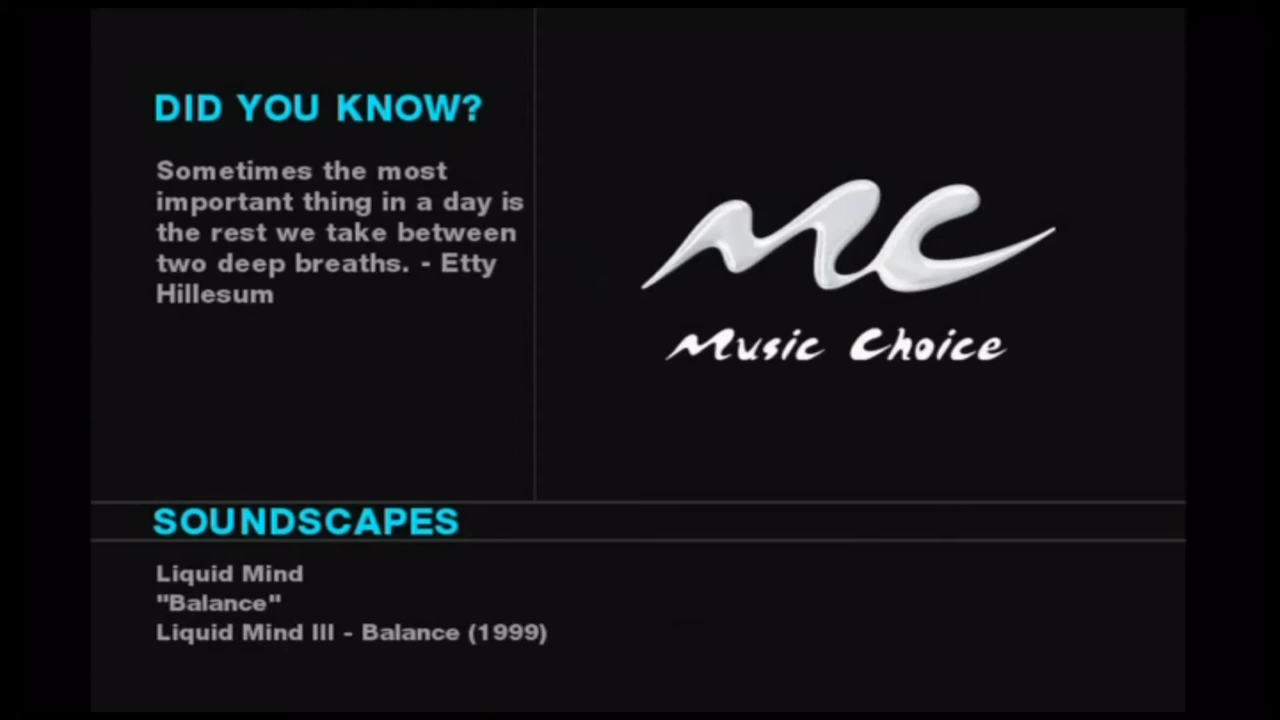 DID YOU KNOW?
Sometimes the most
important thing in a day is
the rest we take between
two deep breaths. - Etty
Hillesum
MC
Music Choice
SOUNDSCAPES
Liquid Mind
"Balance"
Liquid Mind III - Balance (1999)